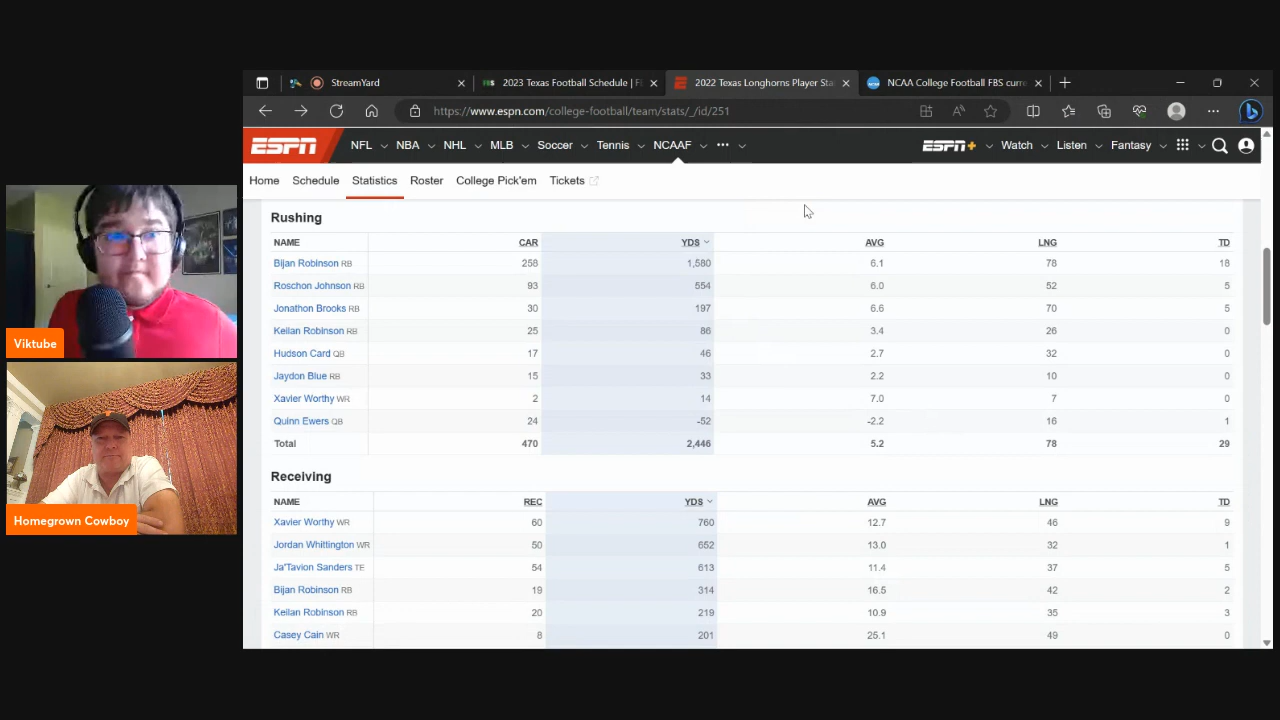 StreamYard
2023 Texas Football Schedule | F
2022 Texas Longhorns Player Sta
NCAA College Football FBS curre
https://www.espn.com/college-football/team/stats/_/id/251
ESPN NFL NBA NHL MLB Soccer Tennis NCAAF ESPN+ Watch Listen Fantasy
Home Schedule Statistics Roster College Pick'em Tickets
Rushing
NAME CAR YDS AVG LNG TD
Bijan Robinson RB 258 1,580 6.1 78 18
Roschon Johnson RB 93 554 6.0 52 5
Jonathon Brooks RB 30 197 6.6 70 5
Keilan Robinson RB 25 86 3.4 26 0
Hudson Card QB 17 46 2.7 32 0
Jaydon Blue RB 15 33 2.2 10 0
Xavier Worthy WR 2 14 7.0 7 0
Quinn Ewers QB 24 -52 -2.2 16 1
Total 470 2,446 5.2 78 29
Receiving
NAME REC YDS AVG LNG TD
Xavier Worthy WR 60 760 12.7 46 9
Jordan Whittington WR 50 652 13.0 32 1
Ja'Tavion Sanders TE 54 613 11.4 37 5
Bijan Robinson RB 19 314 16.5 42 2
Keilan Robinson RB 20 219 10.9 35 3
Casey Cain WR 8 201 25.1 49 0
Viktube
Homegrown Cowboy